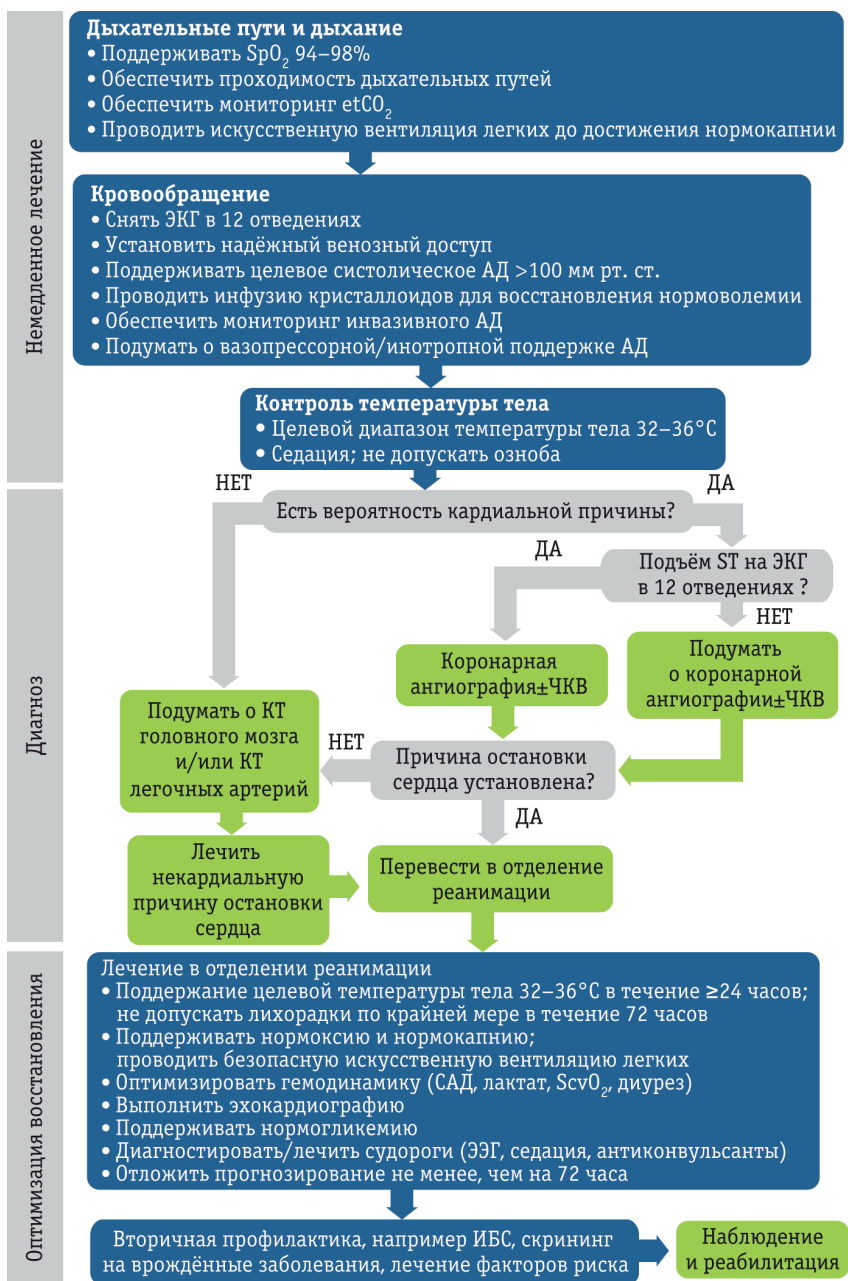 Немедленное лечение
Дыхательные пути и дыхание
• Поддерживать SpO₂ 94–98%
• Обеспечить проходимость дыхательных путей
• Обеспечить мониторинг etCO₂
• Проводить искусственную вентиляция легких до достижения нормокапнии
Кровообращение
• Снять ЭКГ в 12 отведениях
• Установить надёжный венозный доступ
• Поддерживать целевое систолическое АД >100 мм рт. ст.
• Проводить инфузию кристаллоидов для восстановления нормоволемии
• Обеспечить мониторинг инвазивного АД
• Подумать о вазопрессорной/инотропной поддержке АД
Контроль температуры тела
• Целевой диапазон температуры тела 32–36°C
• Седация; не допускать озноба
Диагноз
НЕТ
ДА
Есть вероятность кардиальной причины?
ДА
Подъём ST на ЭКГ
в 12 отведениях ?
НЕТ
Коронарная
ангиография±ЧКВ
Подумать
о коронарной
ангиографии±ЧКВ
Подумать о КТ
головного мозга
и/или КТ
легочных артерий
НЕТ
Причина остановки
сердца установлена?
ДА
Лечить
некардиальную
причину остановки
сердца
Перевести в отделение
реанимации
Оптимизация восстановления
Лечение в отделении реанимации
• Поддержание целевой температуры тела 32–36°C в течение ≥24 часов;
не допускать лихорадки по крайней мере в течение 72 часов
• Поддерживать нормоксию и нормокапнию;
проводить безопасную искусственную вентиляцию легких
• Оптимизировать гемодинамику (САД, лактат, ScvO₂, диурез)
• Выполнить эхокардиографию
• Поддерживать нормогликемию
• Диагностировать/лечить судороги (ЭЭГ, седация, антиконвульсанты)
• Отложить прогнозирование не менее, чем на 72 часа
Вторичная профилактика, например ИБС, скрининг
на врождённые заболевания, лечение факторов риска
Наблюдение
и реабилитация